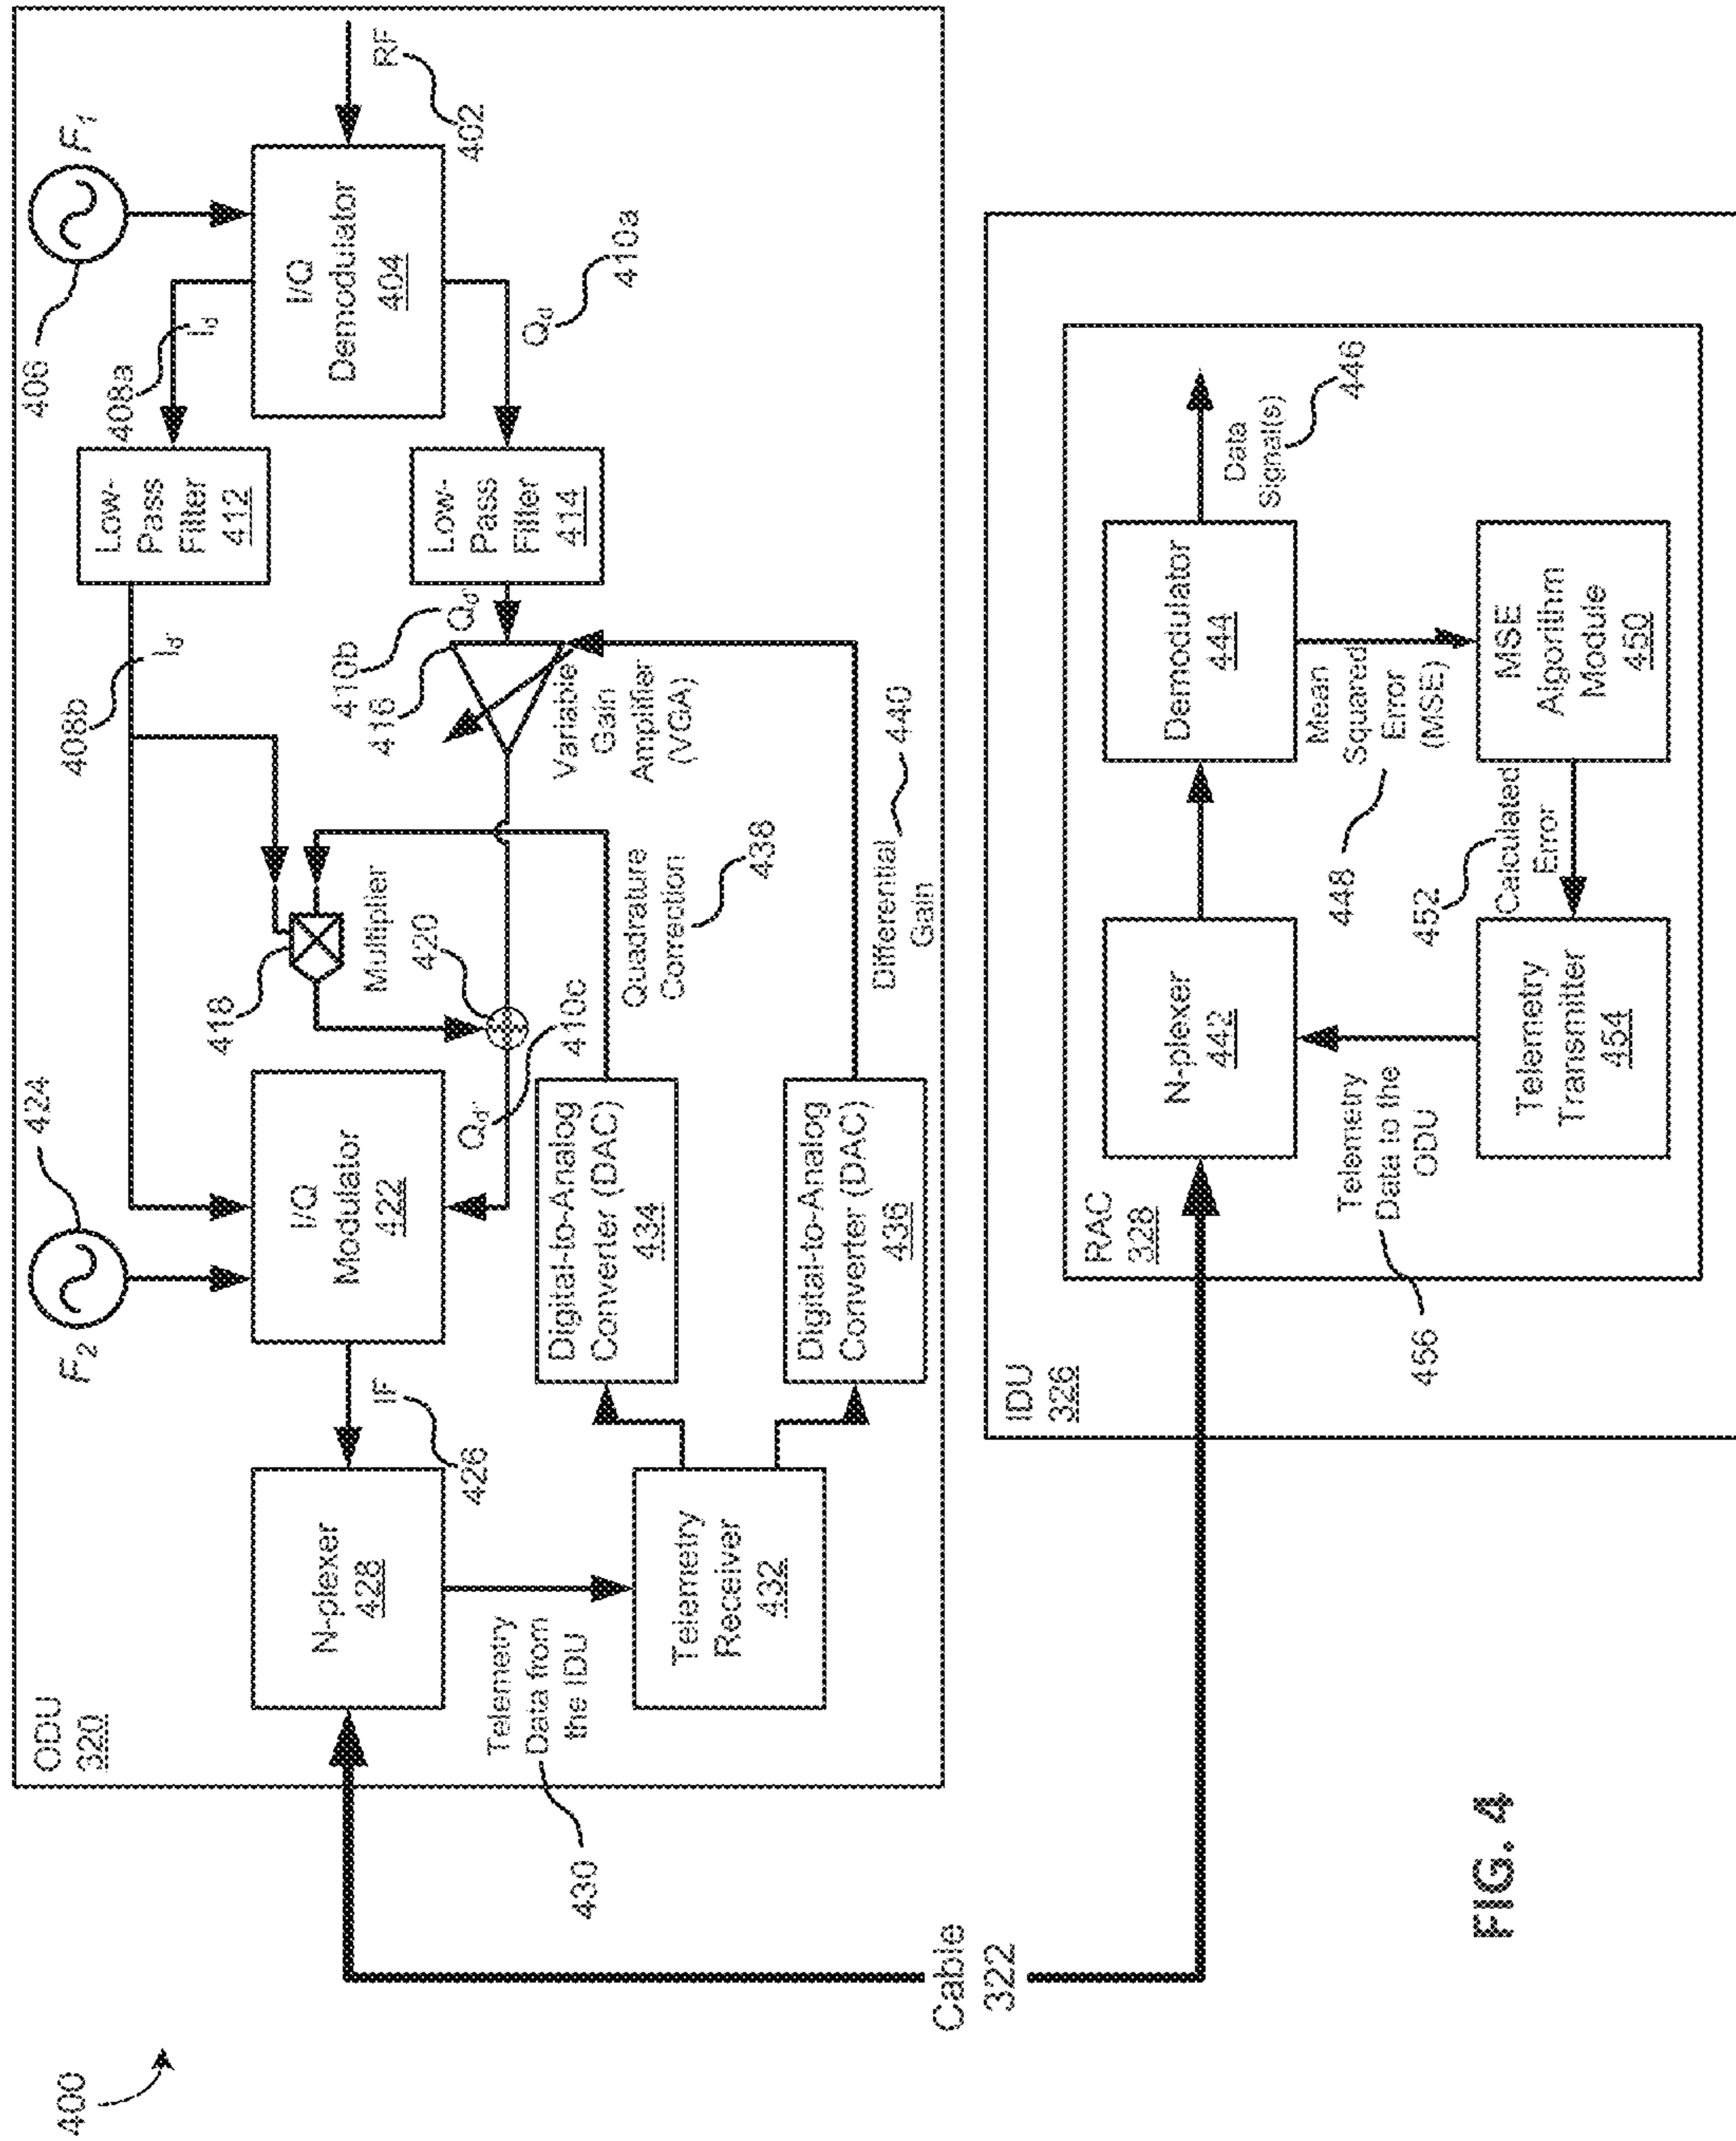 400
ODU
320
F2
424
406
F1
N-plexer
428
IF
426
I/Q
Modulator
422
408b
Id'
Low-
Pass
Filter
412
408a
Id
I/Q
Demodulator
404
RF
402
418
Multiplier
420
Qd''
410c
416
410b
Qd'
Variable
Gain
Amplifier
(VGA)
Low-
Pass
Filter
414
Qd
410a
Telemetry
Data from
the IDU
430
Telemetry
Receiver
432
Digital-to-Analog
Converter (DAC)
434
Quadrature
Correction
438
Digital-to-Analog
Converter (DAC)
436
Differential
Gain
440
Cable
322
IDU
326
RAC
328
N-plexer
442
Demodulator
444
Data
Signal(s)
446
Telemetry
Data to the
ODU
456
Telemetry
Transmitter
454
452
Calculated
Error
448
Mean
Squared
Error
(MSE)
MSE
Algorithm
Module
450
FIG. 4